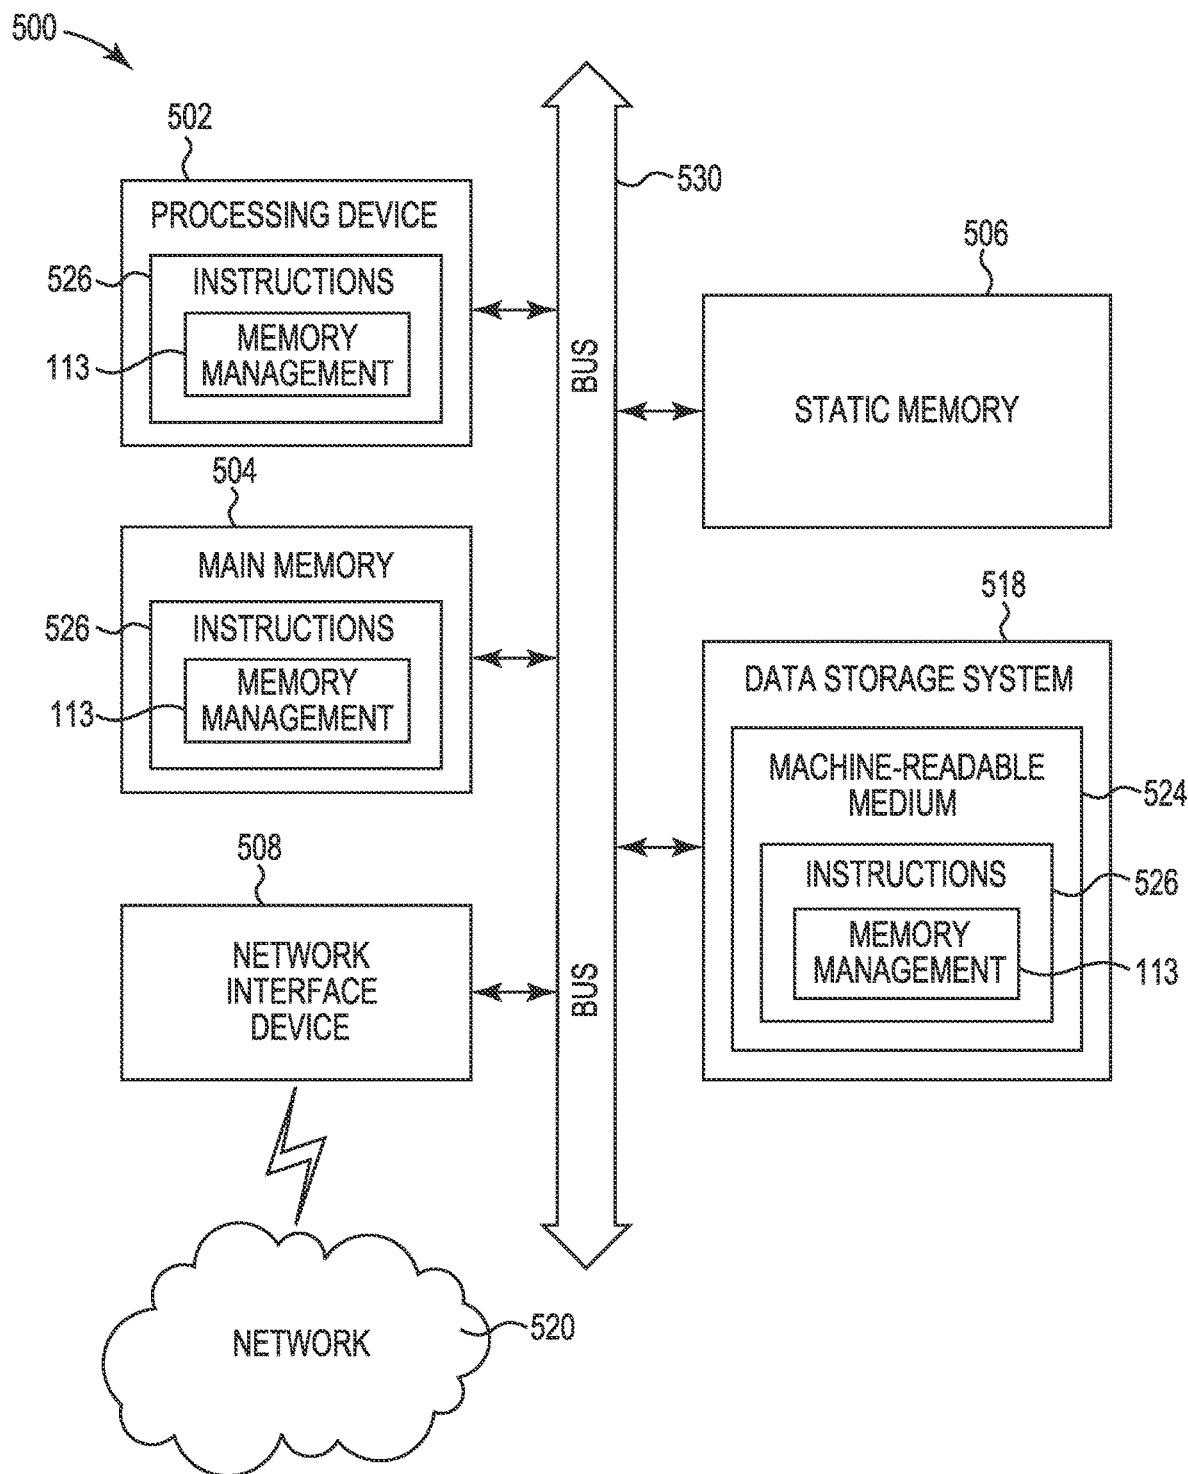 500
502
PROCESSING DEVICE
526
INSTRUCTIONS
113
MEMORY
MANAGEMENT
504
MAIN MEMORY
526
INSTRUCTIONS
113
MEMORY
MANAGEMENT
508
NETWORK
INTERFACE
DEVICE
NETWORK
520
BUS
BUS
530
506
STATIC MEMORY
518
DATA STORAGE SYSTEM
MACHINE-READABLE
MEDIUM
524
INSTRUCTIONS
526
MEMORY
MANAGEMENT
113